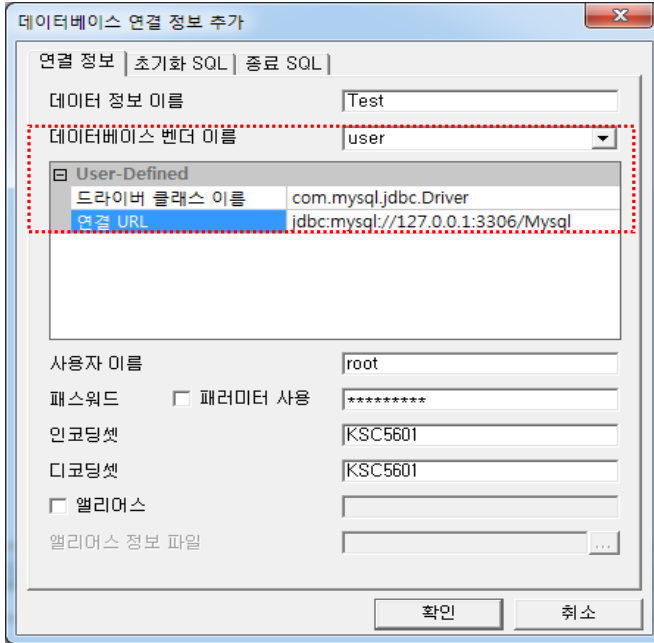 데이터베이스 연결 정보 추가
연결 정보 초기화 SQL 종료 SQL
데이터 정보 이름 Test
데이터베이스 벤더 이름 user
User-Defined
드라이버 클래스 이름 com.mysql.jdbc.Driver
연결 URL jdbc:mysql://127.0.0.1:3306/Mysql
사용자 이름 root
패스워드 패러미터 사용 *********
인코딩셋 KSC5601
디코딩셋 KSC5601
앨리어스
앨리어스 정보 파일 ...
확인 취소